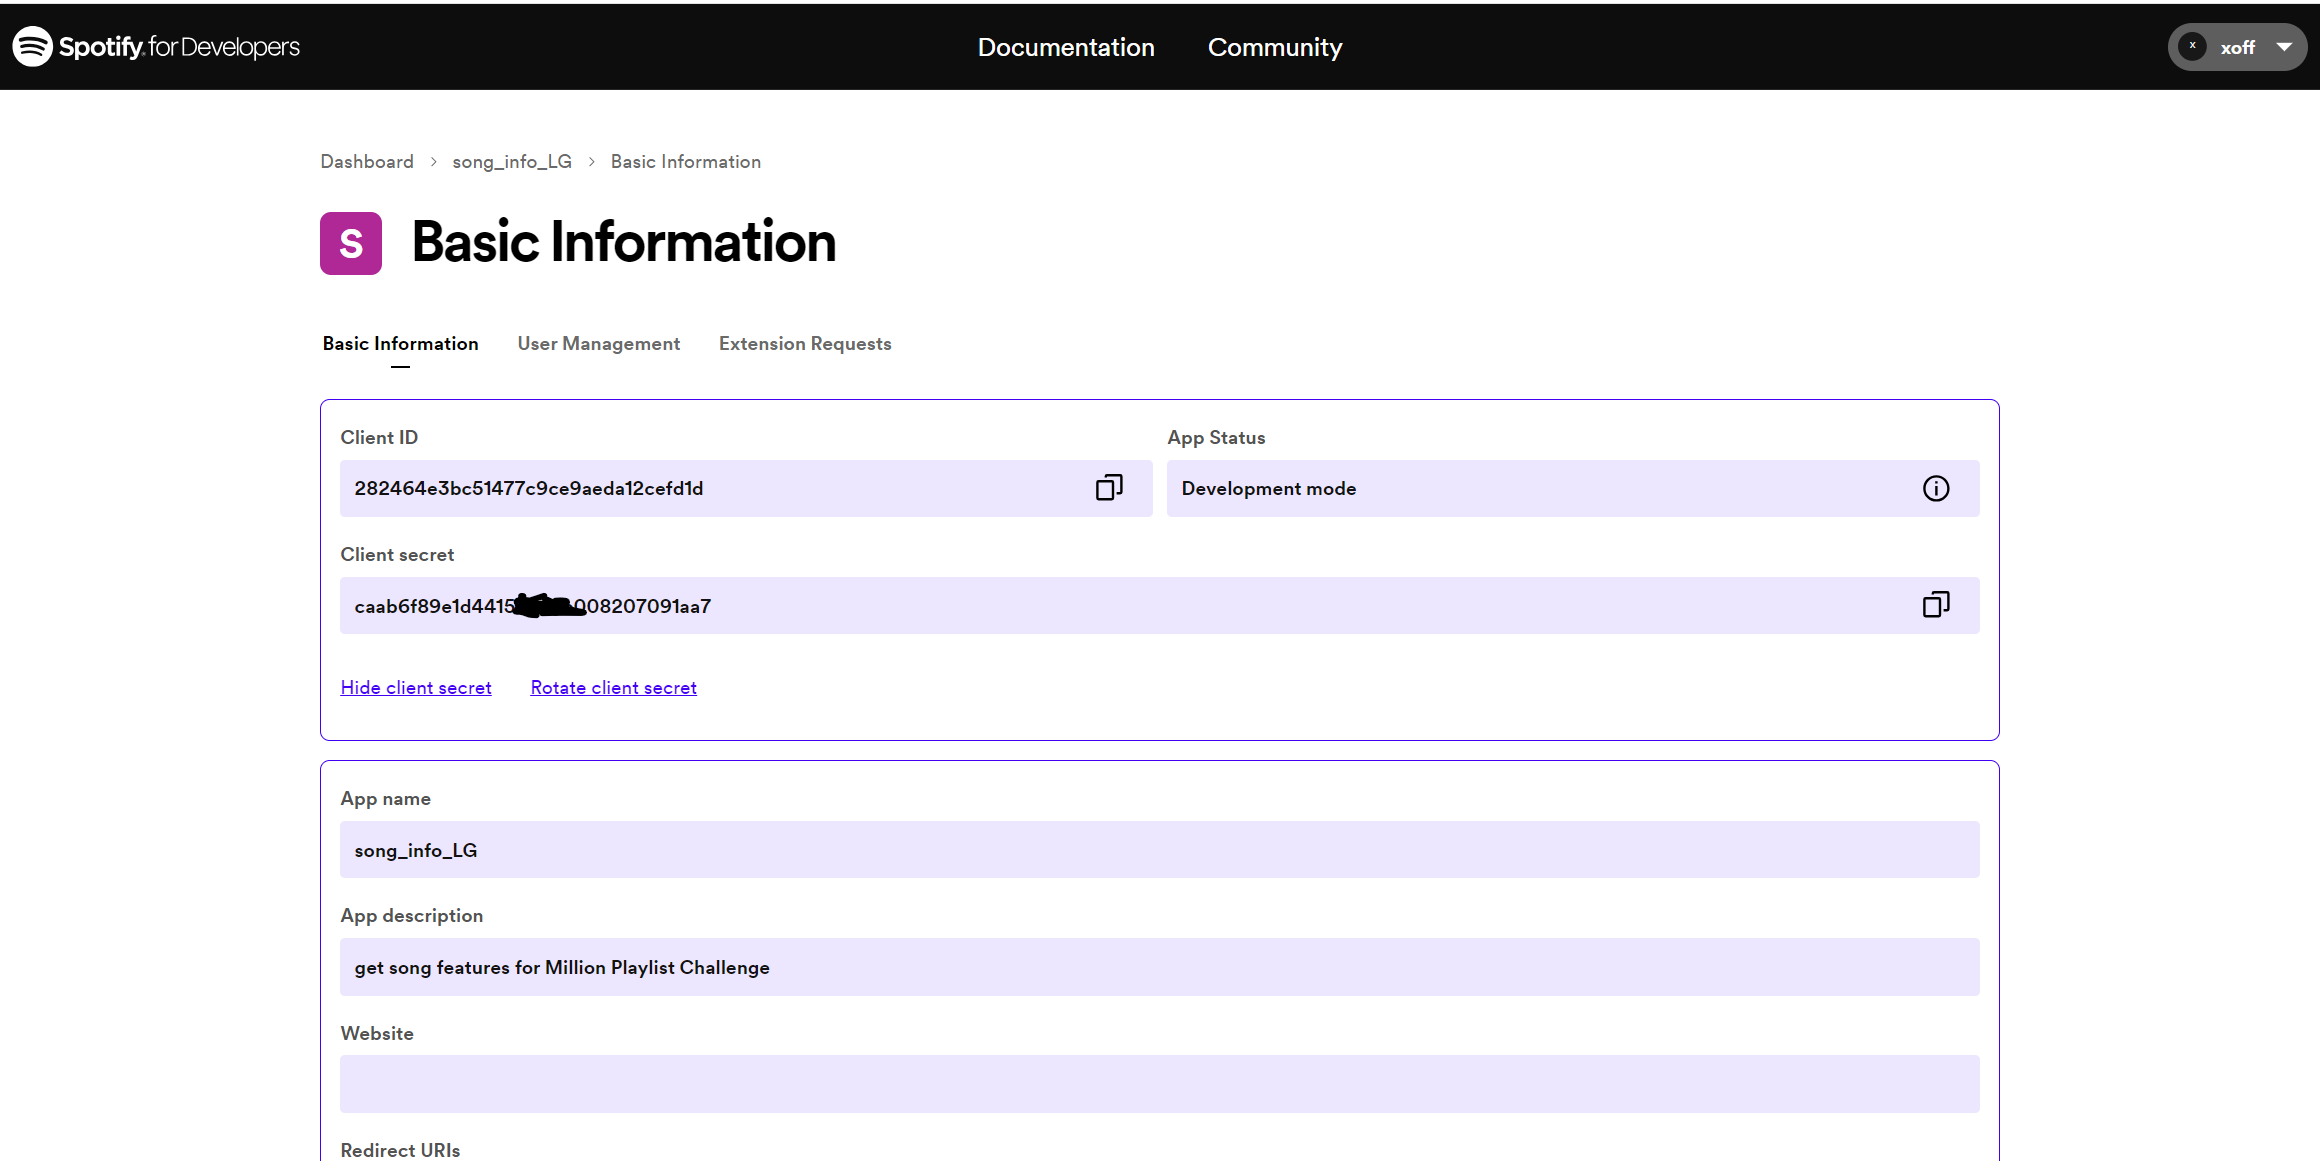 Spotify for Developers
Documentation Community
x xoff
Dashboard > song_info_LG > Basic Information
S Basic Information
Basic Information User Management Extension Requests
Client ID App Status
282464e3bc51477c9ce9aeda12cefd1d Development mode
Client secret
caab6f89e1d4415 008207091aa7
Hide client secret Rotate client secret
App name
song_info_LG
App description
get song features for Million Playlist Challenge
Website
Redirect URIs